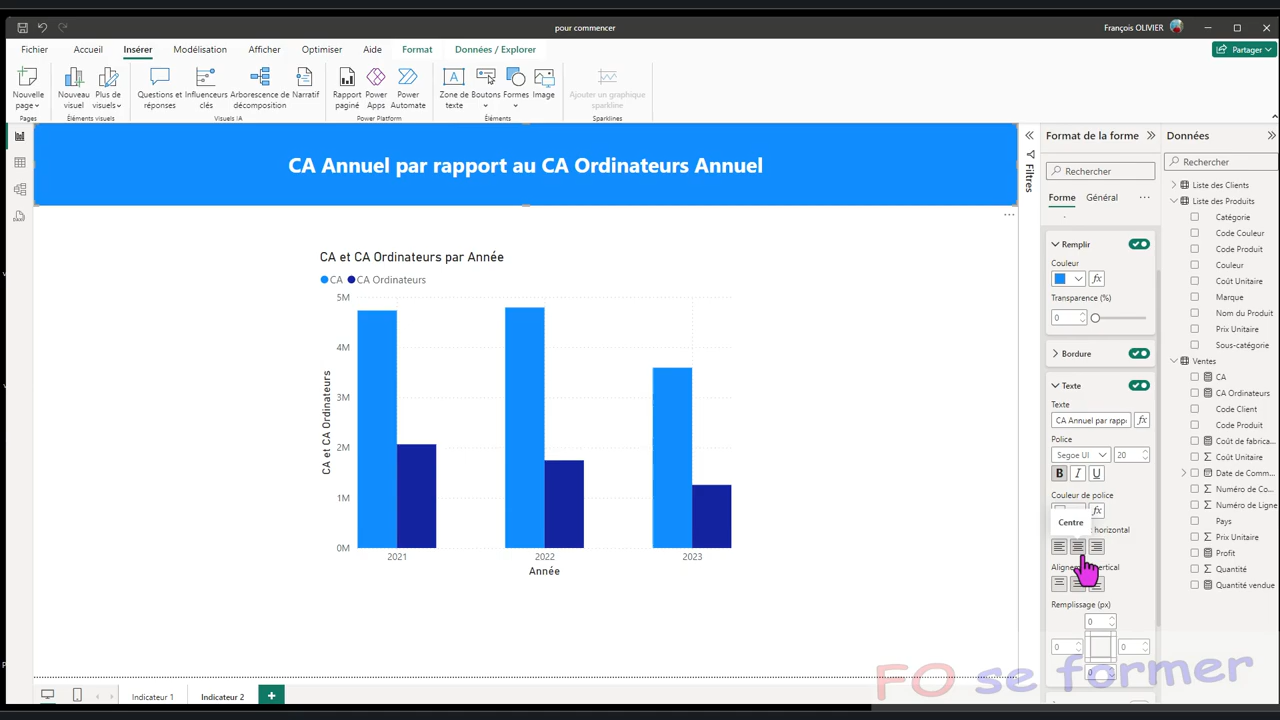 pour commencer
François OLIVIER
Fichier Accueil Insérer Modélisation Afficher Optimiser Aide Format Données / Explorer
Partager
Nouvelle page
Nouveau visuel
Plus de visuels
Questions et réponses
Influenceurs clés
Arborescence de décomposition
Narratif
Rapport paginé
Power Apps
Power Automate
Zone de texte
Boutons
Formes
Image
Ajouter un graphique sparkline
Pages
Éléments visuels
Visuels IA
Power Platform
Éléments
Sparklines
CA Annuel par rapport au CA Ordinateurs Annuel
CA et CA Ordinateurs par Année
CA CA Ordinateurs
5M
4M
3M
2M
1M
0M
CA et CA Ordinateurs
2021 2022 2023
Année
Filtres
Format de la forme
Rechercher
Forme Général
Remplir
Couleur
fx
Transparence (%)
0
Bordure
Texte
Texte
CA Annuel par rapp
fx
Police
Segoe UI 20
B I U
Couleur de police
fx
Centre
horizontal
Remplissage (px)
0
0 0
0
Données
Rechercher
Liste des Clients
Liste des Produits
Catégorie
Code Couleur
Code Produit
Couleur
Coût Unitaire
Marque
Nom du Produit
Prix Unitaire
Sous-catégorie
Ventes
CA
CA Ordinateurs
Code Client
Code Produit
Coût de fabrica...
Coût Unitaire
Date de Comm...
Numéro de Co...
Numéro de Ligne
Pays
Prix Unitaire
Profit
Quantité
Quantité vendue
Indicateur 1 Indicateur 2
FO se former